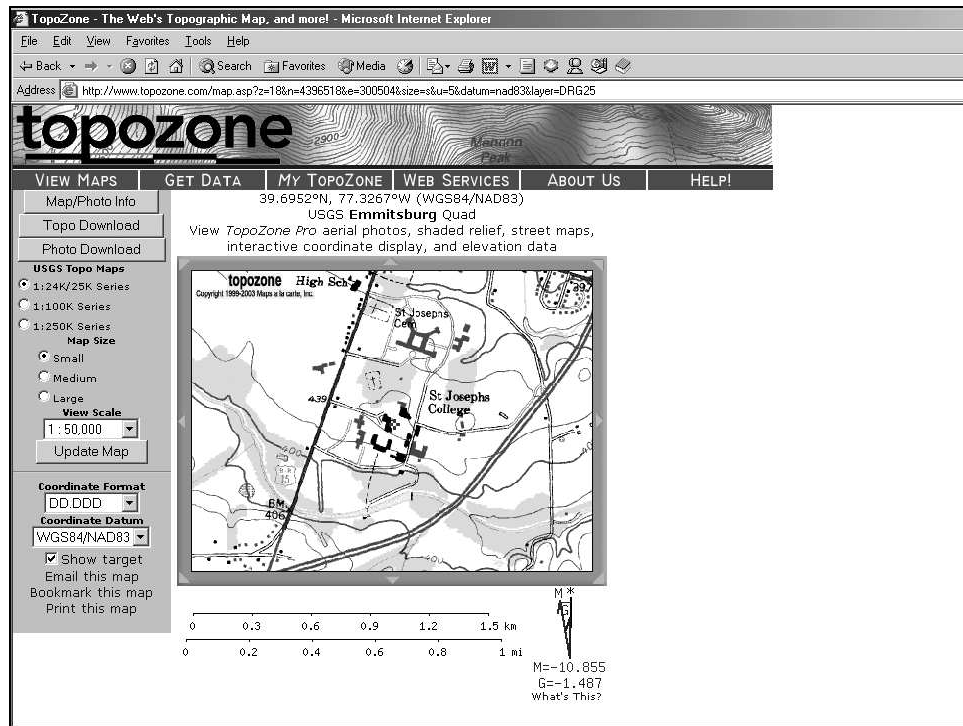 TopoZone - The Web's Topographic Map, and more! - Microsoft Internet Explorer
File Edit View Favorites Tools Help
Back Search Favorites Media
Address http://www.topozone.com/map.asp?z=18&n=4396518&e=300504&size=s&u=5&datum=nad83&layer=DRG25
topozone
2900
Mannon
Peak
VIEW MAPS GET DATA MY TOPOZONE WEB SERVICES ABOUT US HELP!
Map/Photo Info
Topo Download
Photo Download
USGS Topo Maps
1:24K/25K Series
1:100K Series
1:250K Series
Map Size
Small
Medium
Large
View Scale
1 : 50,000
Update Map
Coordinate Format
DD.DDD
Coordinate Datum
WGS84/NAD83
Show target
Email this map
Bookmark this map
Print this map
39.6952°N, 77.3267°W (WGS84/NAD83)
USGS Emmitsburg Quad
View TopoZone Pro aerial photos, shaded relief, street maps,
interactive coordinate display, and elevation data
topozone High Sch
Copyright 1999-2003 Maps a la carte, Inc.
397
St Josephs
Cem
439
St Josephs
College
400
15
BM
406
400
0 0.3 0.6 0.9 1.2 1.5 km
0 0.2 0.4 0.6 0.8 1 mi
M *
G
M=-10.855
G=-1.487
What's This?